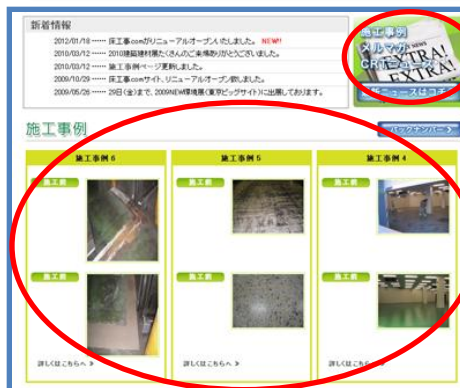 新着情報
2012/01/18 ······ 床工事comがリニューアルオープンいたしました。 NEW!!
2010/03/12 ······ 2010建築建材展たくさんのご来場ありがとうございました。
2010/03/12 ······ 施工事例ページ更新しました。
2009/10/29 ······ 床工事comサイト、リニューアルオープン致しました。
2009/05/26 ······ 29日(金)まで、2009NEW環境展(東京ビッグサイト)に出展しております。
施工事例
メルマガ
CRTニュース
EXTRA!
EXTRA!
最新ニュースはコチラ
施工事例
バックナンバー >
施工事例 6
施工事例 5
施工事例 4
施工前
施工前
施工前
施工前
施工前
施工前
詳しくはこちらへ >
詳しくはこちらへ >
詳しくはこちらへ >